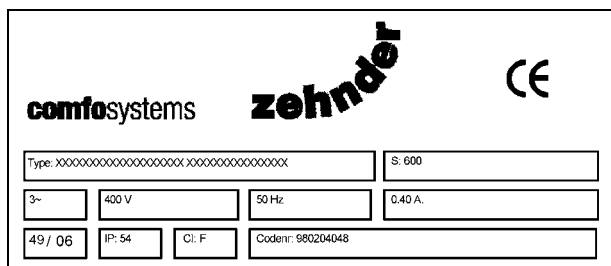 comfosystems
zehnder
CE
Type: XXXXXXXXXXXXXXXXXXX XXXXXXXXXXXXXXX
S: 600
3~
400 V
50 Hz
0.40 A.
49/ 06
IP: 54
Cl: F
Codenr: 980204048